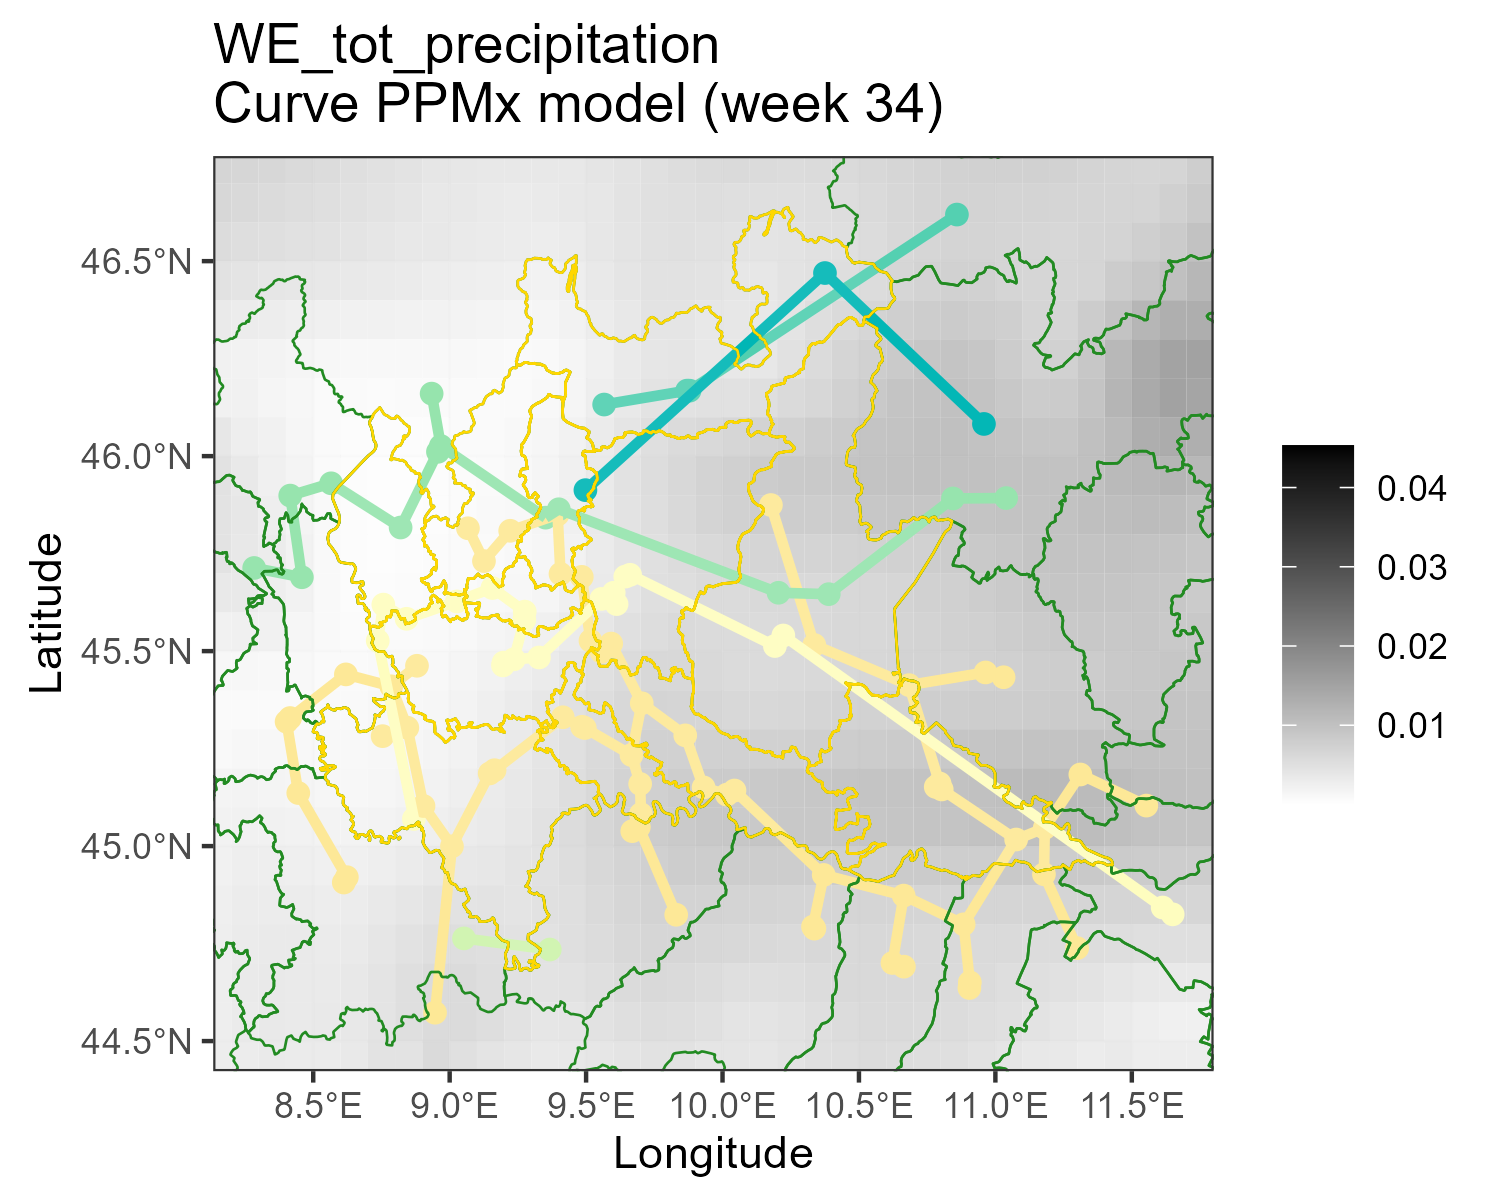 WE_tot_precipitation
Curve PPMx model (week 34)
46.5°N
46.0°N
45.5°N
45.0°N
44.5°N
Latitude
8.5°E 9.0°E 9.5°E 10.0°E 10.5°E 11.0°E 11.5°E
Longitude
0.04
0.03
0.02
0.01